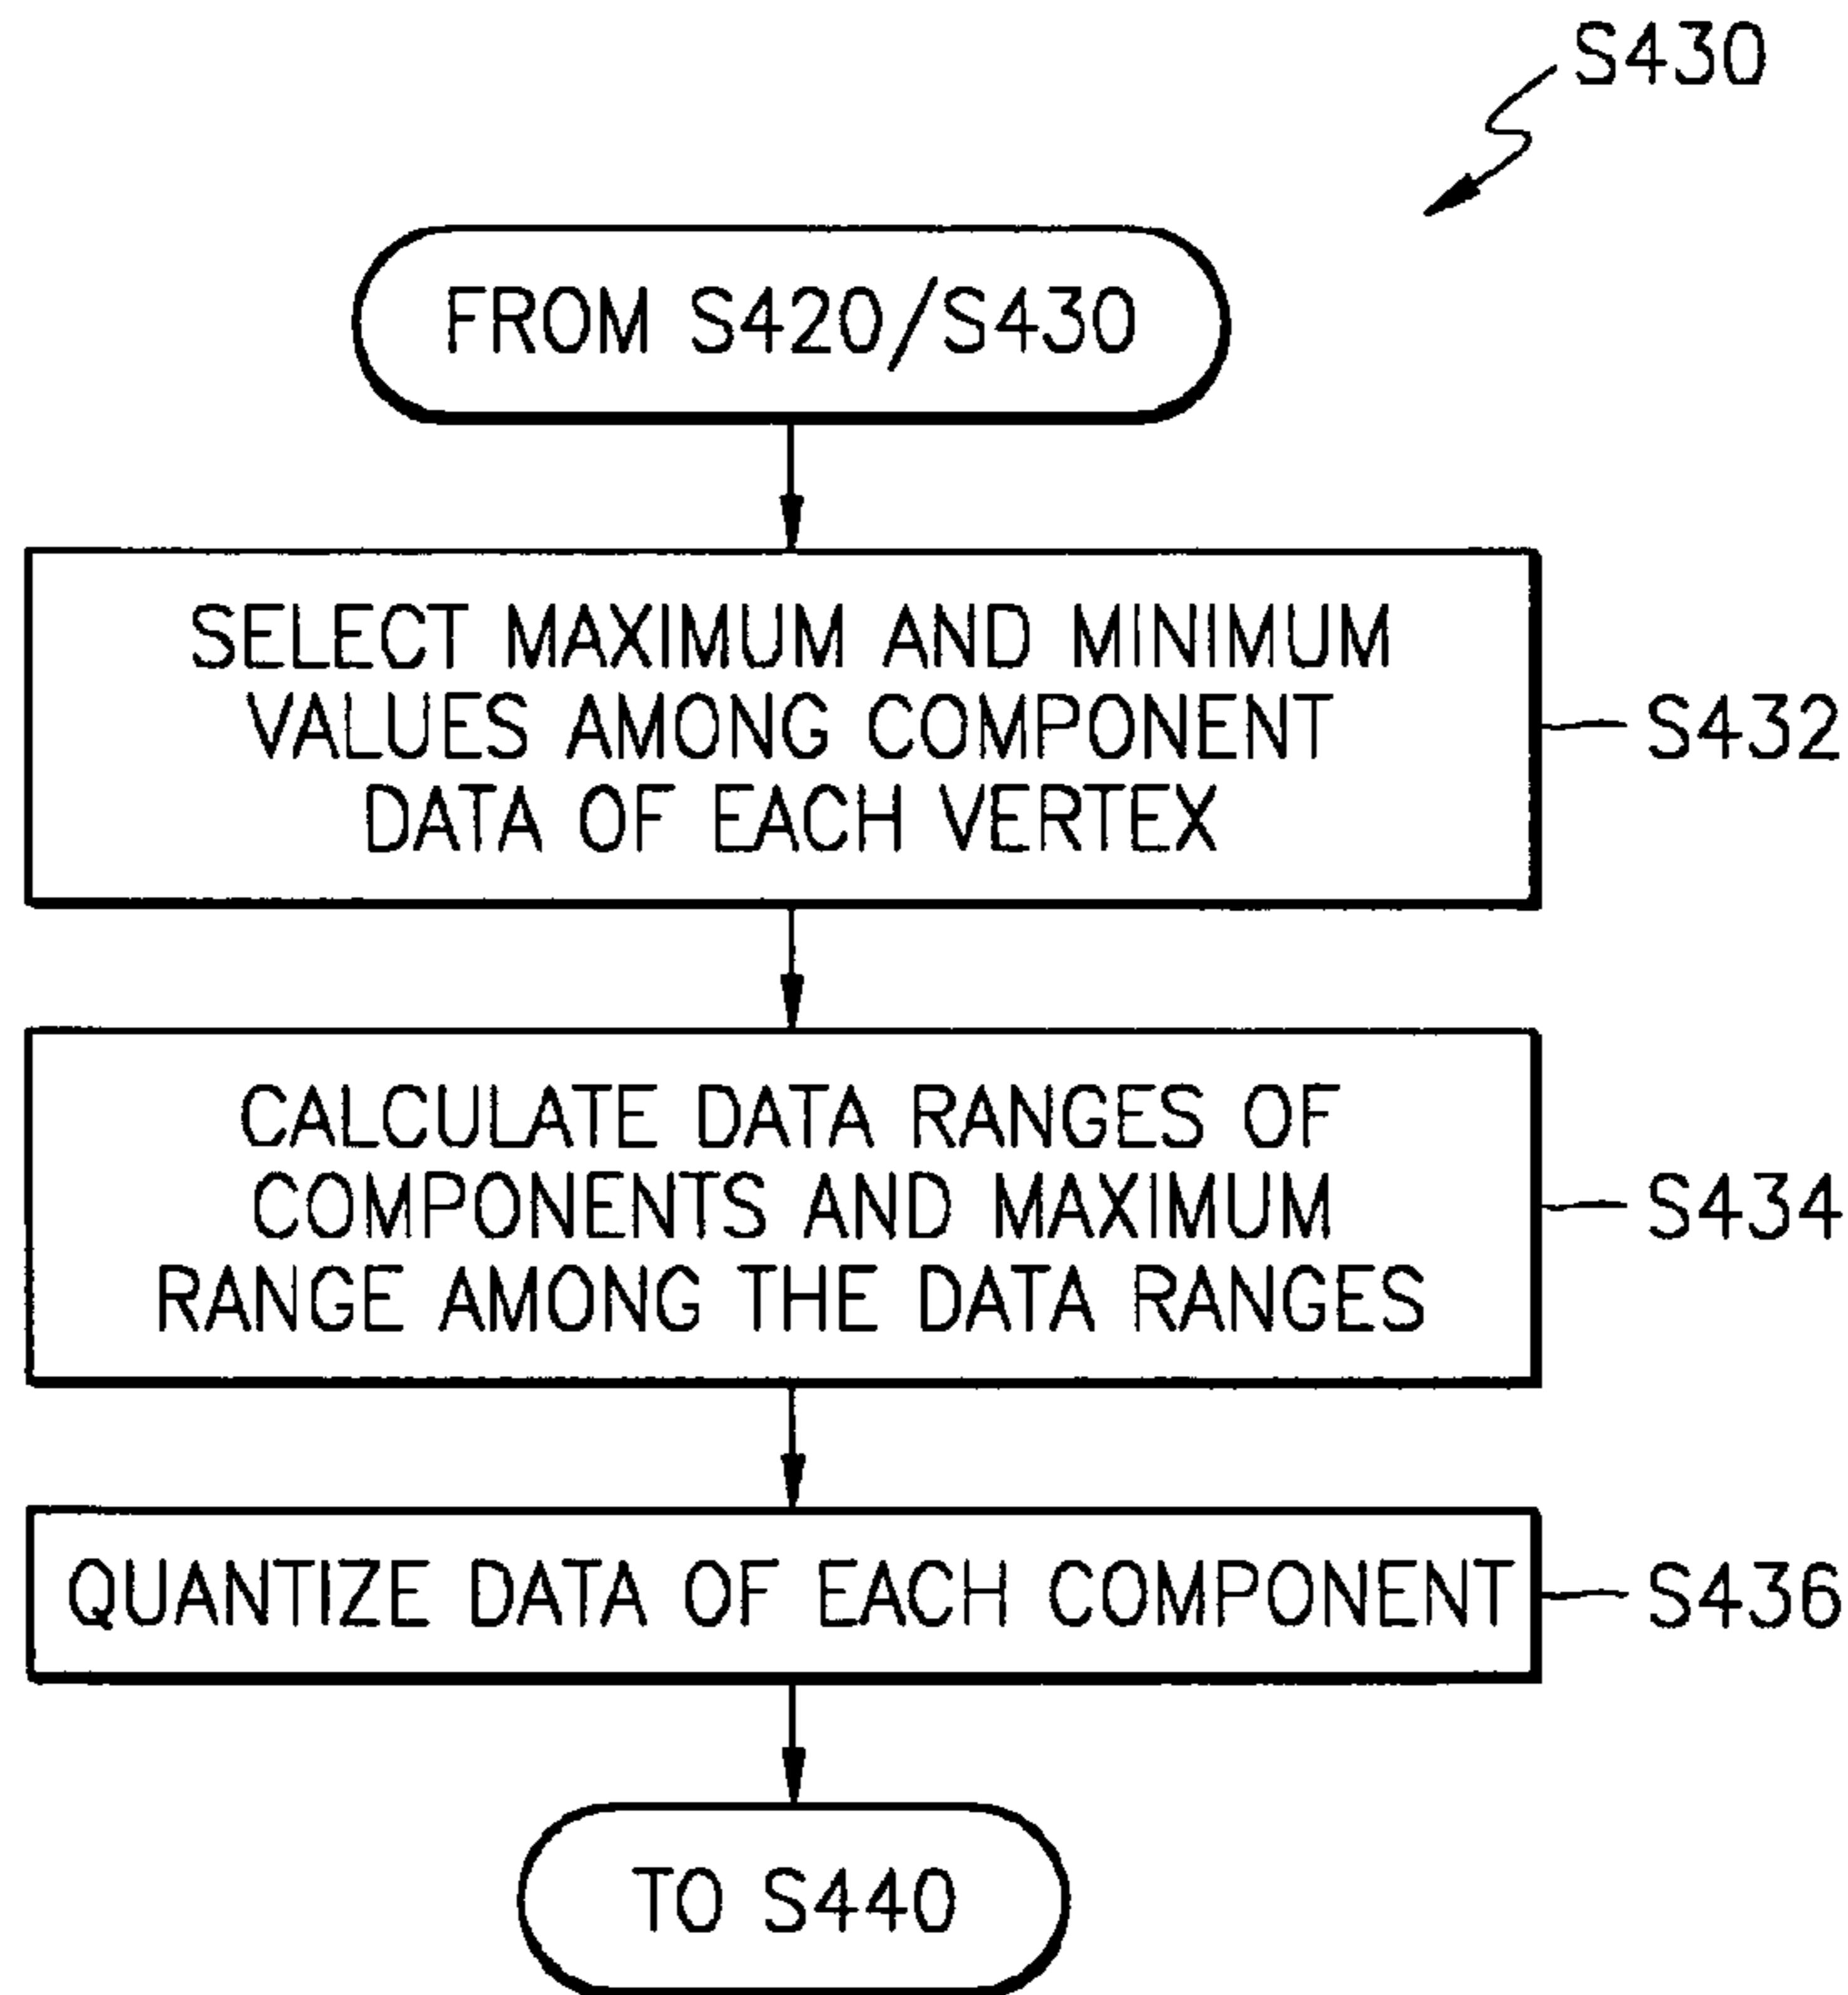 S430
FROM S420/S430
SELECT MAXIMUM AND MINIMUM
VALUES AMONG COMPONENT
DATA OF EACH VERTEX
S432
CALCULATE DATA RANGES OF
COMPONENTS AND MAXIMUM
RANGE AMONG THE DATA RANGES
S434
QUANTIZE DATA OF EACH COMPONENT
S436
TO S440